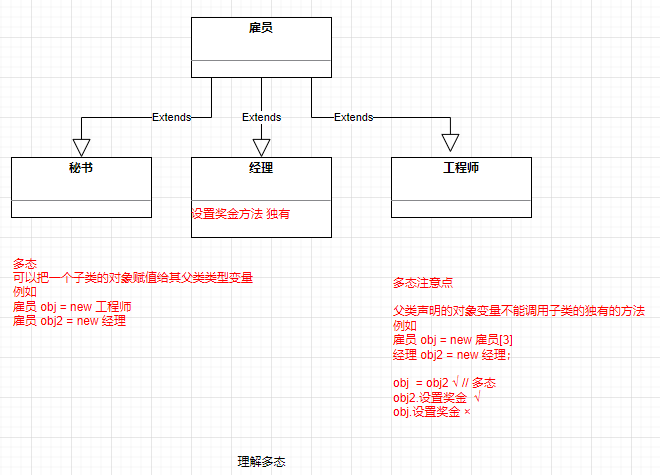 雇员
Extends
Extends
Extends
秘书
经理
工程师
设置奖金方法 独有
多态
可以把一个子类的对象赋值给其父类类型变量
例如
雇员 obj = new 工程师
雇员 obj2 = new 经理
多态注意点
父类声明的对象变量不能调用子类的独有的方法
例如
雇员 obj = new 雇员[3]
经理 obj2 = new 经理；
obj = obj2 √ // 多态
obj2.设置奖金 √
obj.设置奖金 ×
理解多态